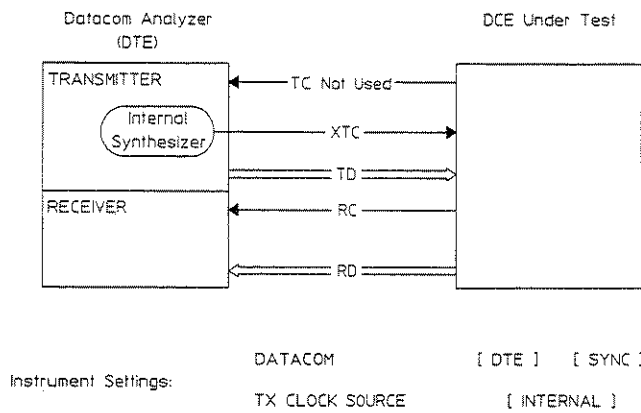 Datacom Analyzer
(DTE)
DCE Under Test
TRANSMITTER
TC Not Used
Internal
Synthesizer
XTC
TD
RECEIVER
RC
RD
DATACOM [ DTE ] [ SYNC ]
Instrument Settings:
TX CLOCK SOURCE [ INTERNAL ]